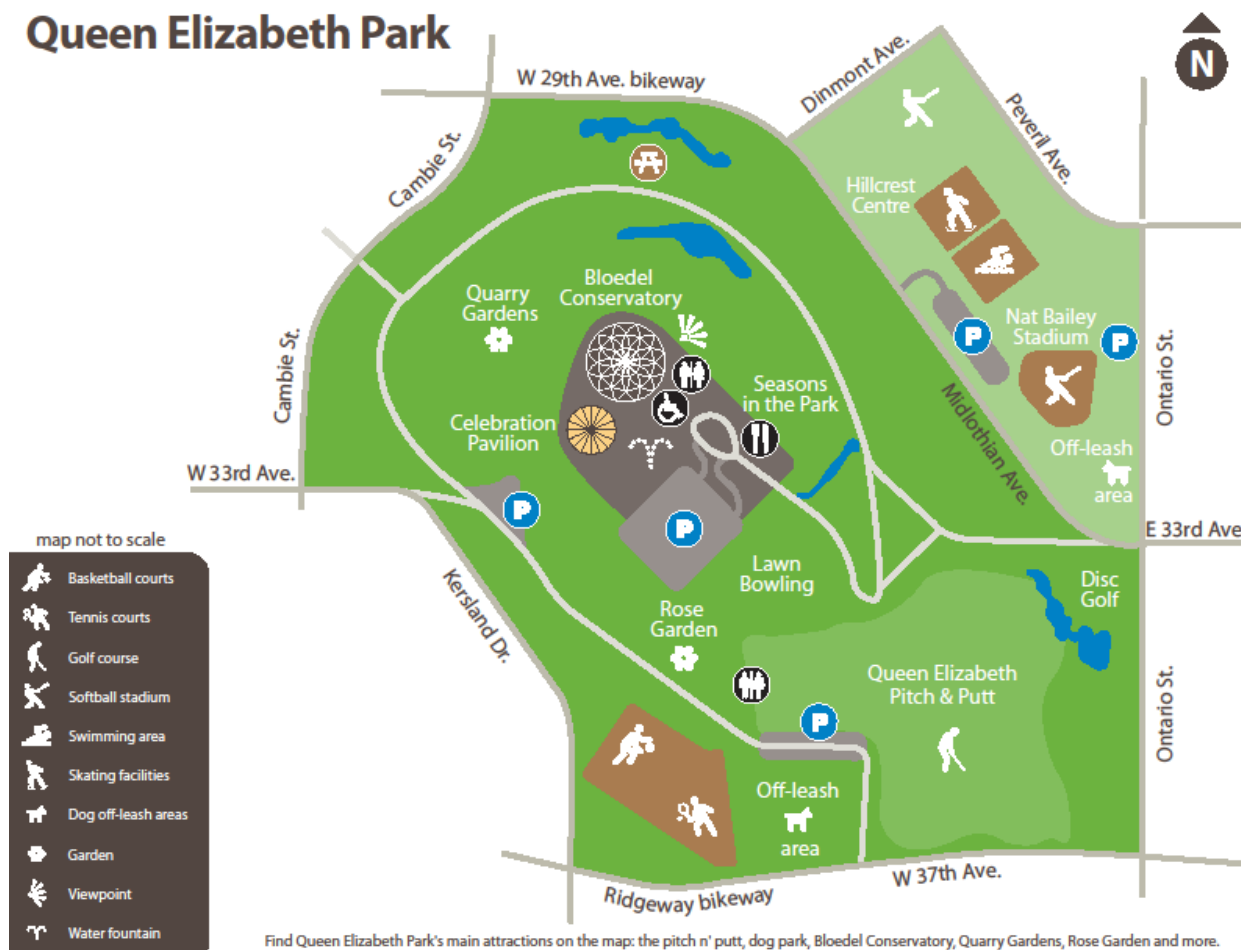 Queen Elizabeth Park
N
W 29th Ave. bikeway
Dinmont Ave.
Peveril Ave.
Cambie St.
Hillcrest
Centre
Quarry
Gardens
Bloedel
Conservatory
Nat Bailey
Stadium
P
P
Ontario St.
Cambie St.
Seasons
in the Park
Midlothian Ave.
Celebration
Pavilion
Off-leash
area
W 33rd Ave.
P
P
E 33rd Ave
Lawn
Bowling
Disc
Golf
Kersland Dr.
Rose
Garden
Queen Elizabeth
Pitch & Putt
P
Ontario St.
Off-leash
area
W 37th Ave.
Ridgeway bikeway
map not to scale
Basketball courts
Tennis courts
Golf course
Softball stadium
Swimming area
Skating facilities
Dog off-leash areas
Garden
Viewpoint
Water fountain
Find Queen Elizabeth Park's main attractions on the map: the pitch n' putt, dog park, Bloedel Conservatory, Quarry Gardens, Rose Garden and more.